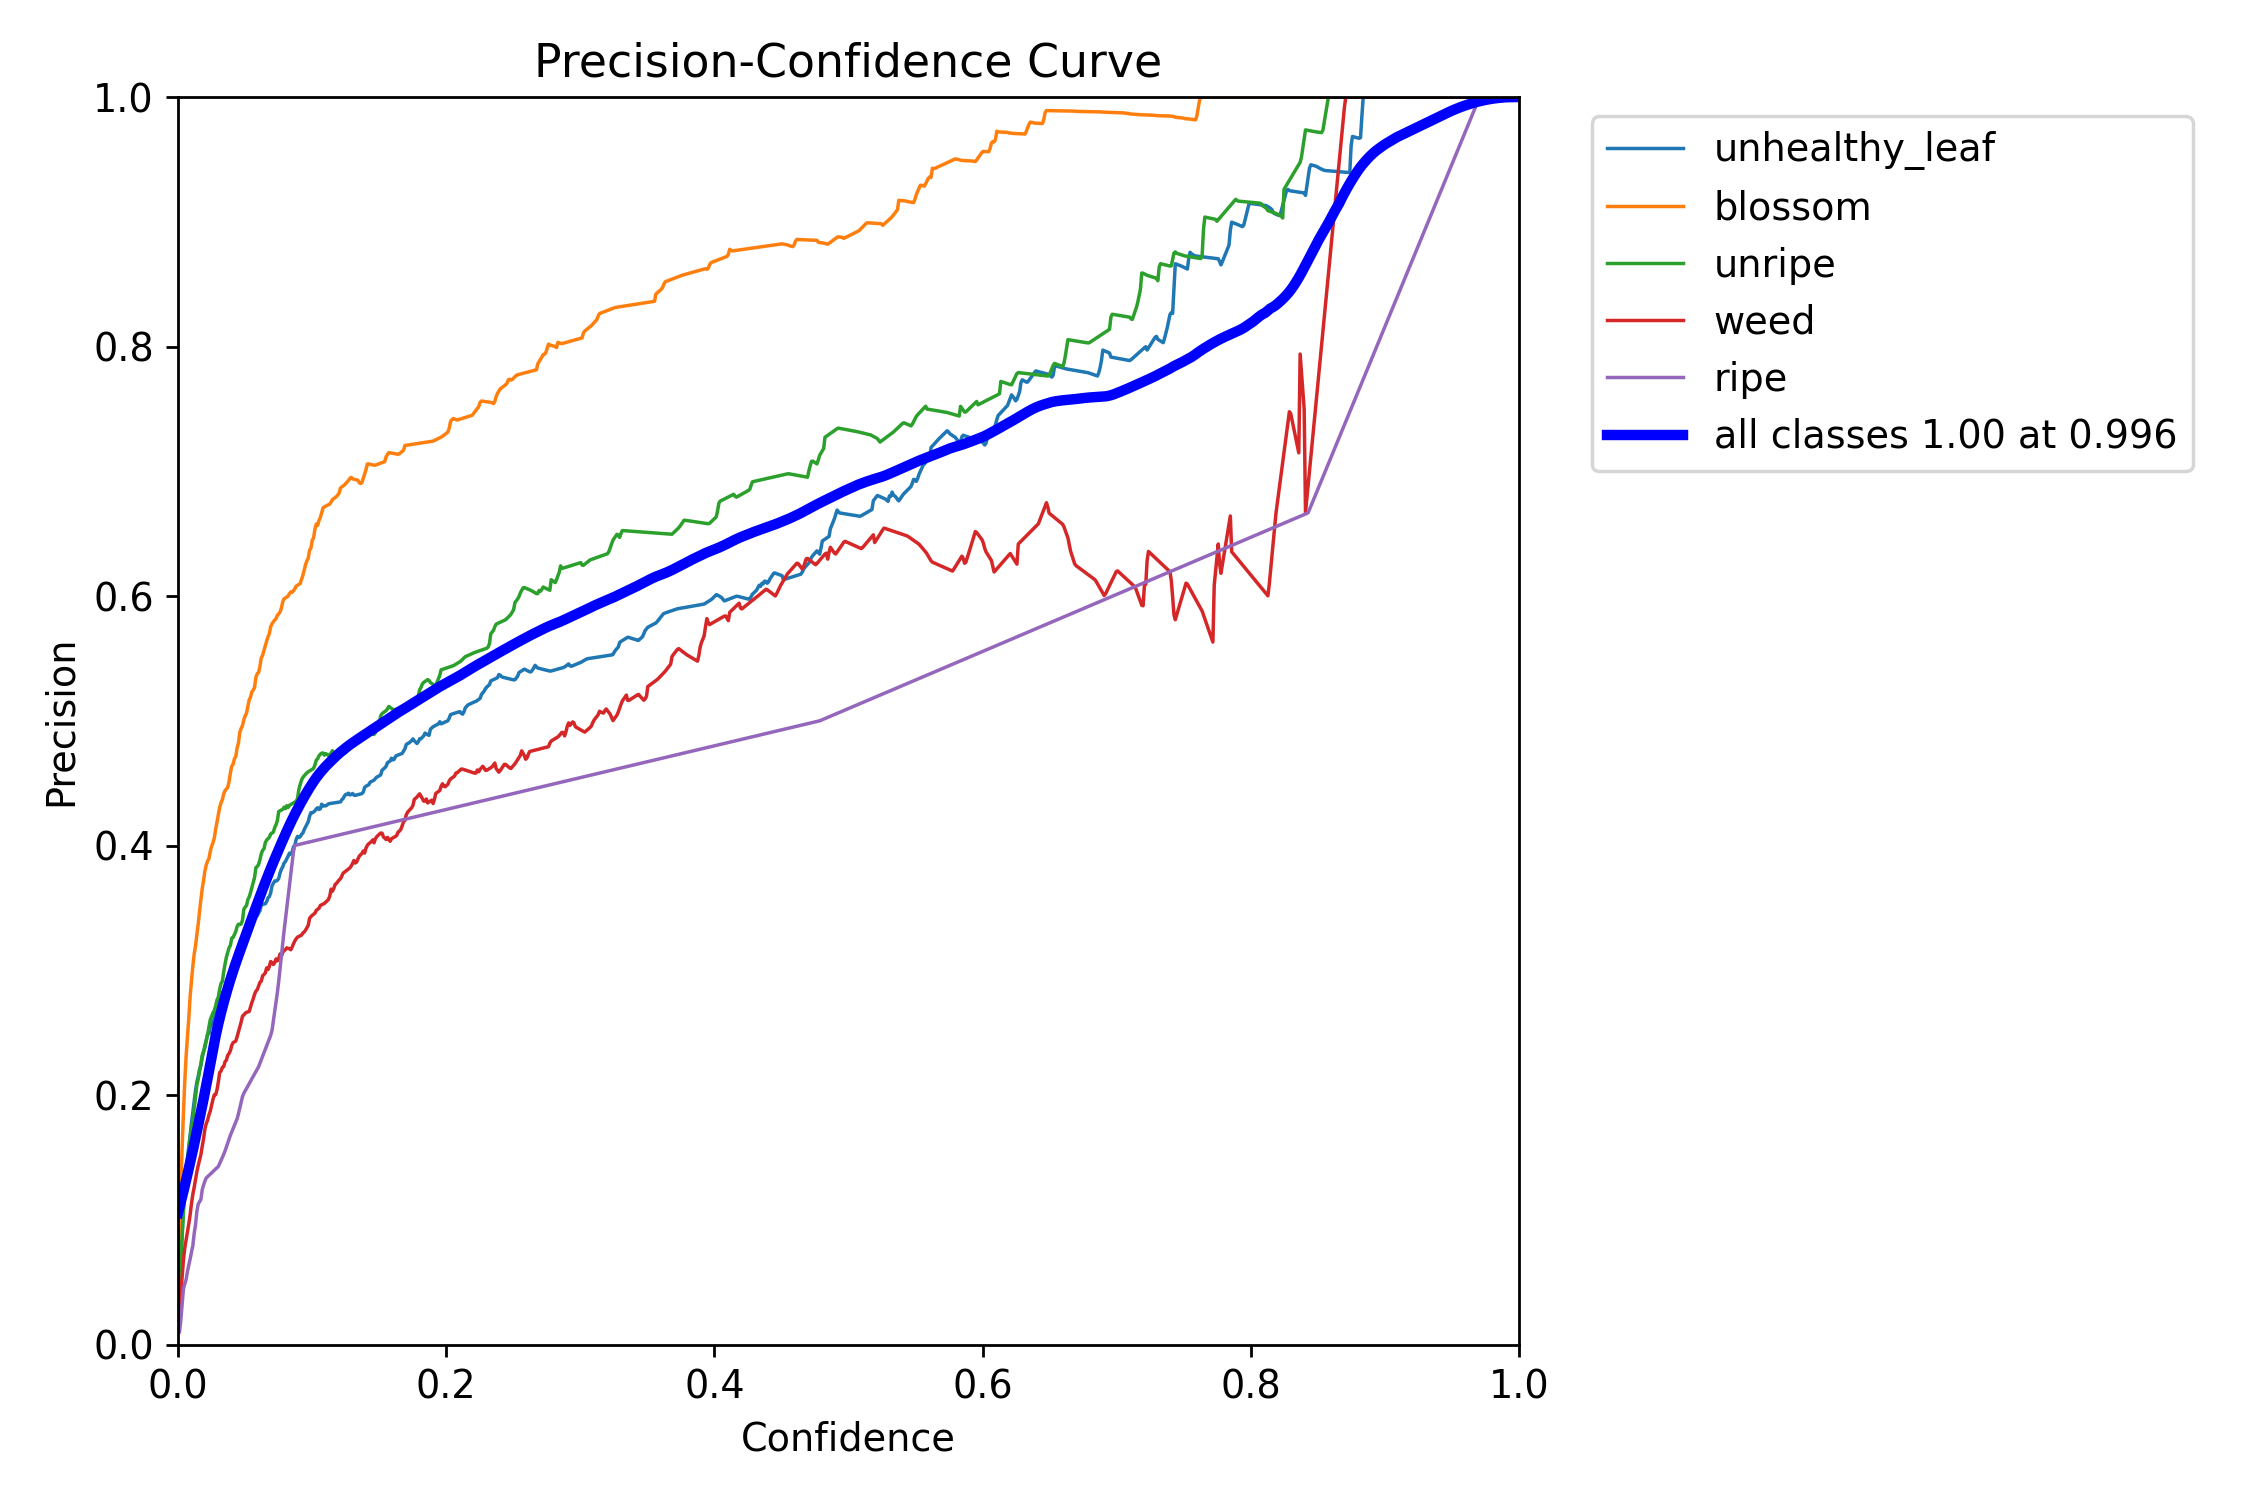 Precision-Confidence Curve
1.0
0.8
0.6
0.4
0.2
0.0
Precision
0.0 0.2 0.4 0.6 0.8 1.0
Confidence
unhealthy_leaf
blossom
unripe
weed
ripe
all classes 1.00 at 0.996